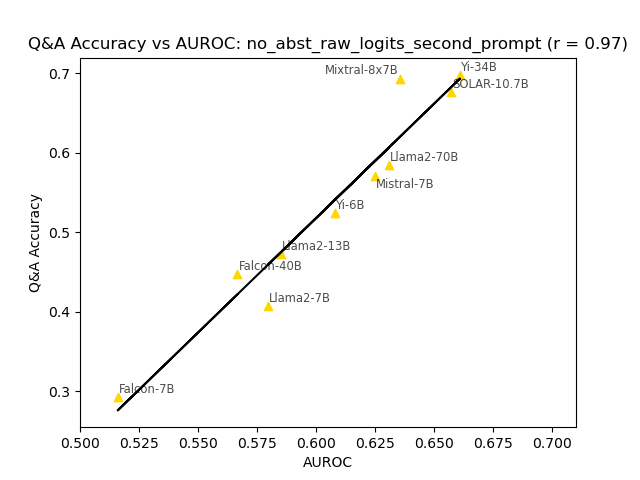 Q&A Accuracy vs AUROC: no_abst_raw_logits_second_prompt (r = 0.97)
0.7
0.6
0.5
0.4
0.3
Q&A Accuracy
Mixtral-8x7B
Yi-34B
SOLAR-10.7B
Llama2-70B
Mistral-7B
Yi-6B
Llama2-13B
Falcon-40B
Llama2-7B
Falcon-7B
0.500 0.525 0.550 0.575 0.600 0.625 0.650 0.675 0.700
AUROC